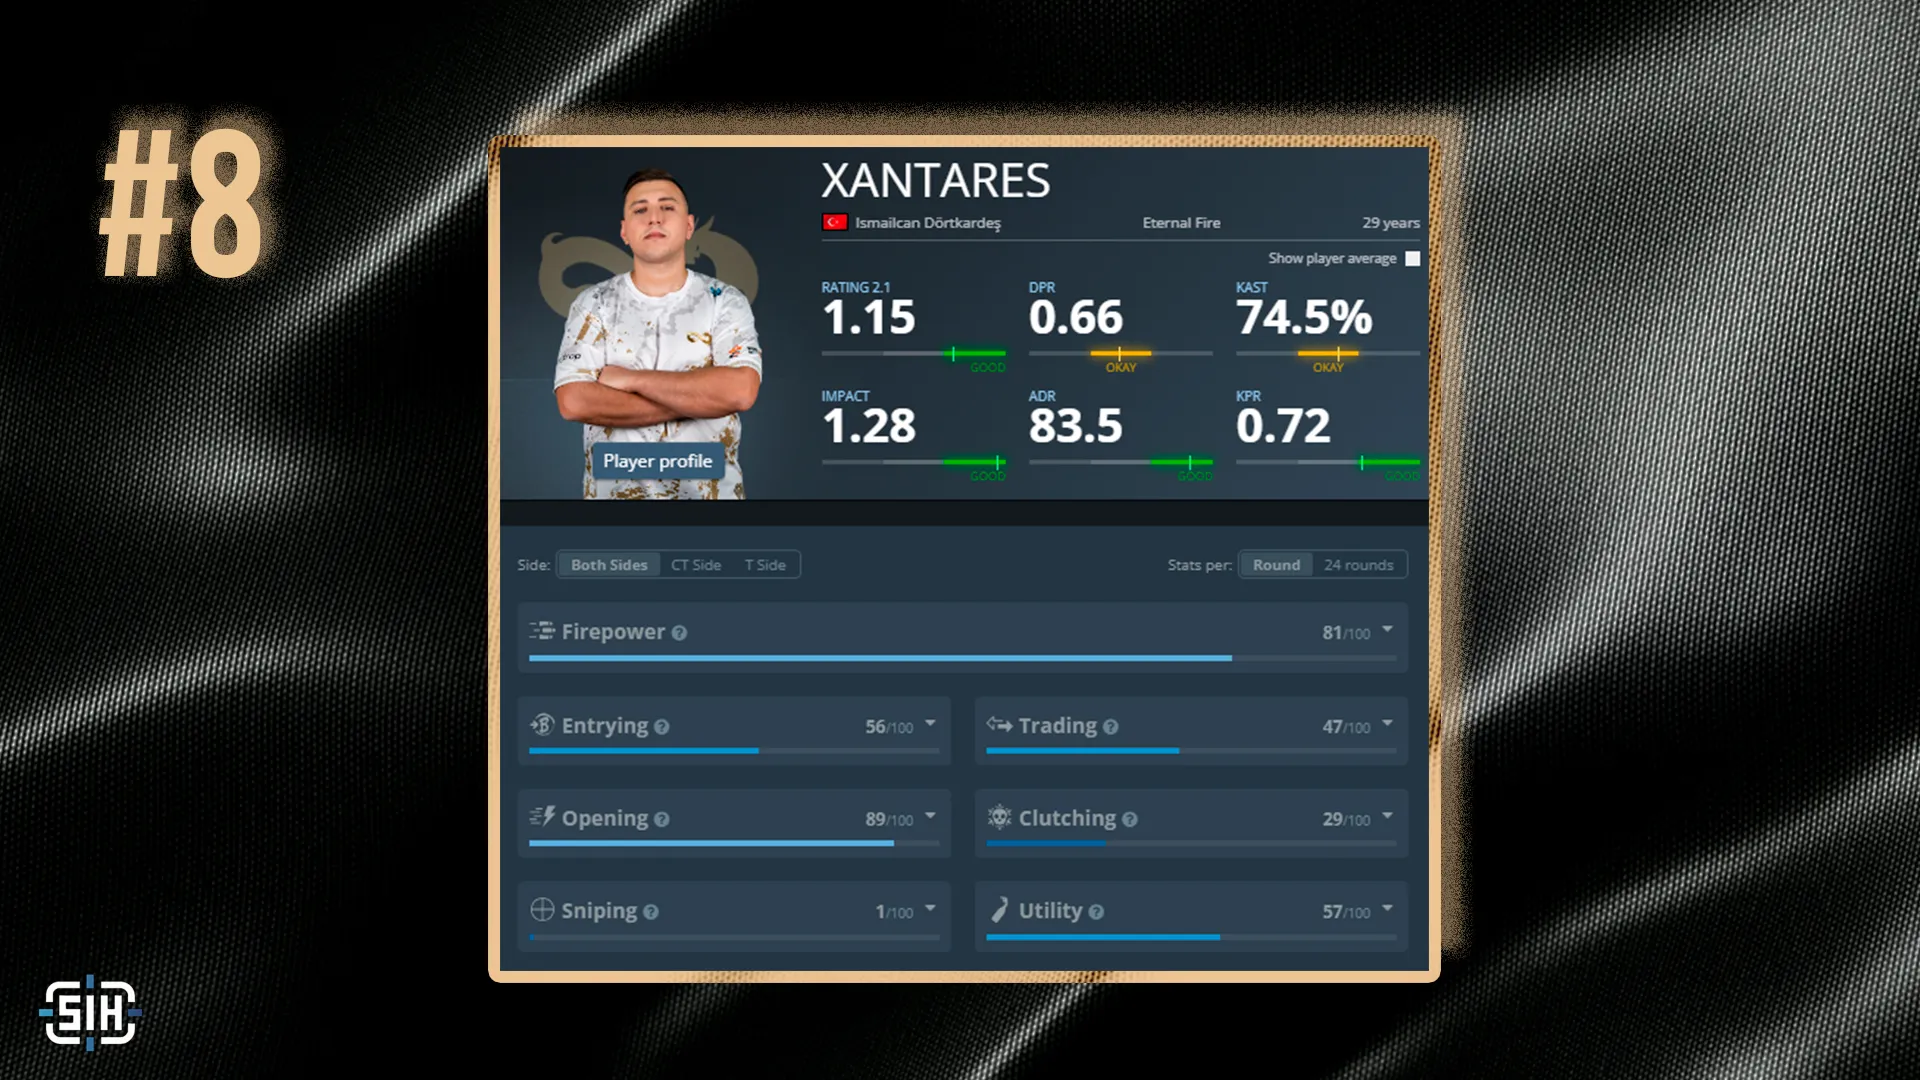 #8
XANTARES
Ismailcan Dörtkardeş Eternal Fire 29 years
Show player average
RATING 2.1 DPR KAST
1.15 0.66 74.5%
GOOD OKAY OKAY
IMPACT ADR KPR
1.28 83.5 0.72
GOOD GOOD GOOD
Player profile
Side: Both Sides CT Side T Side Stats per: Round 24 rounds
Firepower ? 81/100
Entrying ? 56/100 Trading ? 47/100
Opening ? 89/100 Clutching ? 29/100
Sniping ? 1/100 Utility ? 57/100
SIH